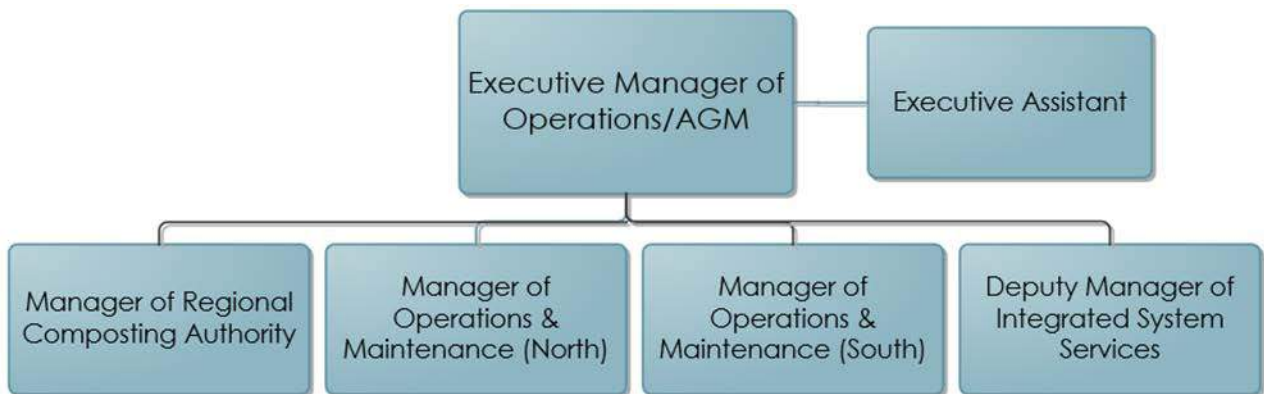 Executive Manager of
Operations/AGM
Executive Assistant
Manager of Regional
Composting Authority
Manager of
Operations &
Maintenance (North)
Manager of
Operations &
Maintenance (South)
Deputy Manager of
Integrated System
Services